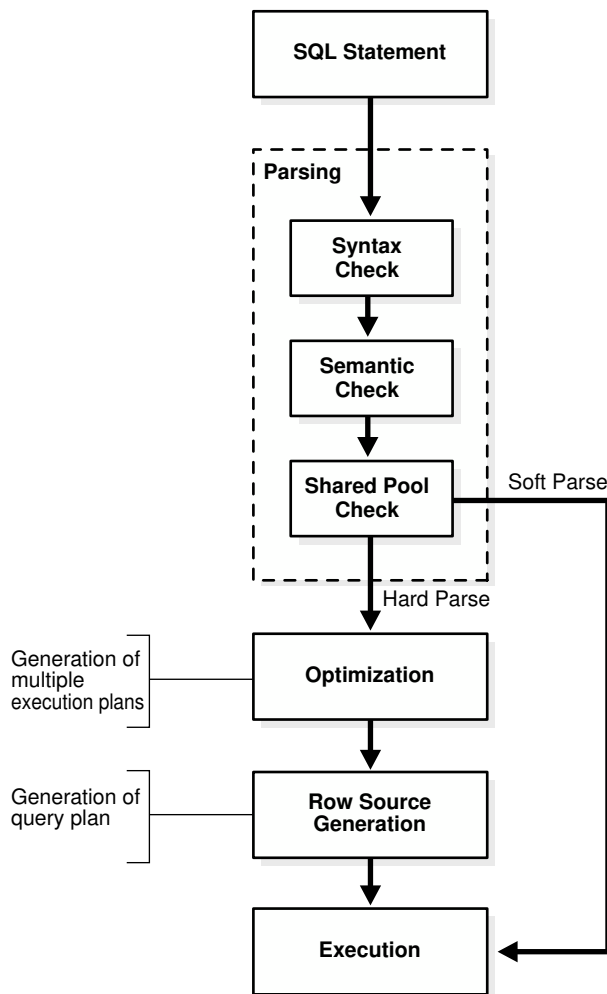 SQL Statement
Parsing
Syntax
Check
Semantic
Check
Shared Pool
Check
Soft Parse
Hard Parse
Generation of
multiple
execution plans
Optimization
Generation of
query plan
Row Source
Generation
Execution